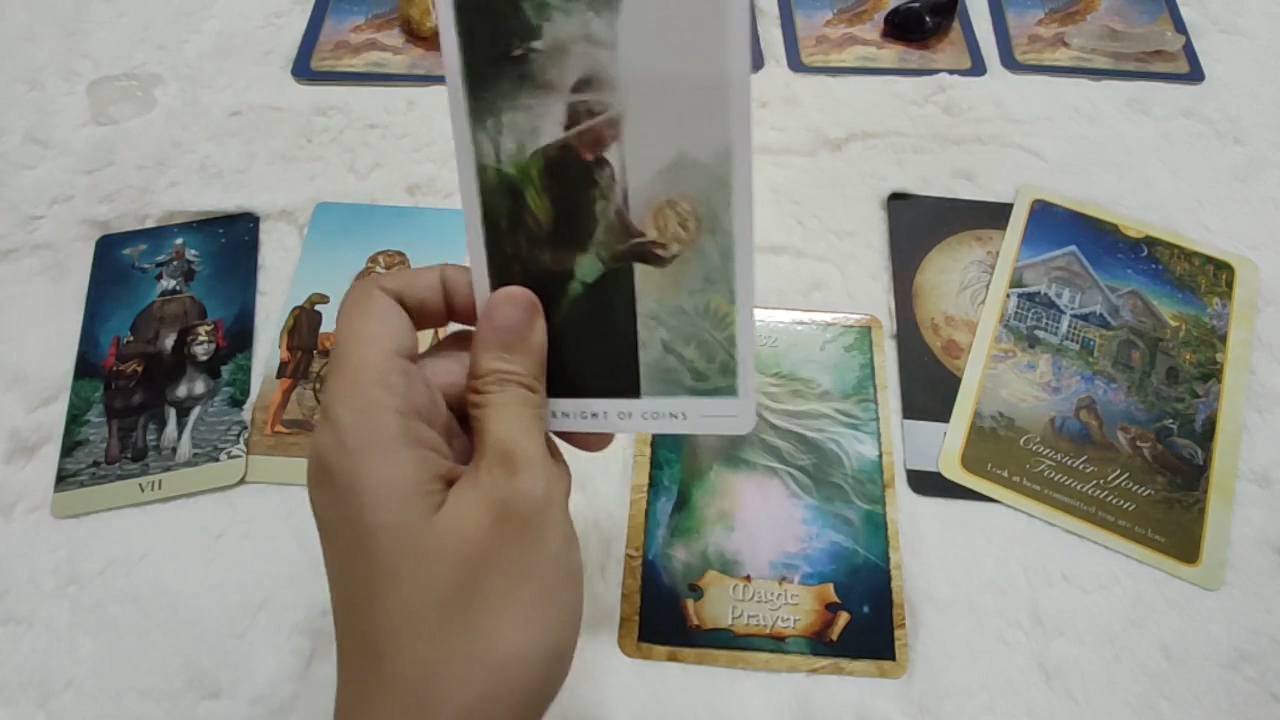 KNIGHT OF COINS
32
VII
Magic
Prayer
Consider Your
Foundation
Look at how committed you are to love.